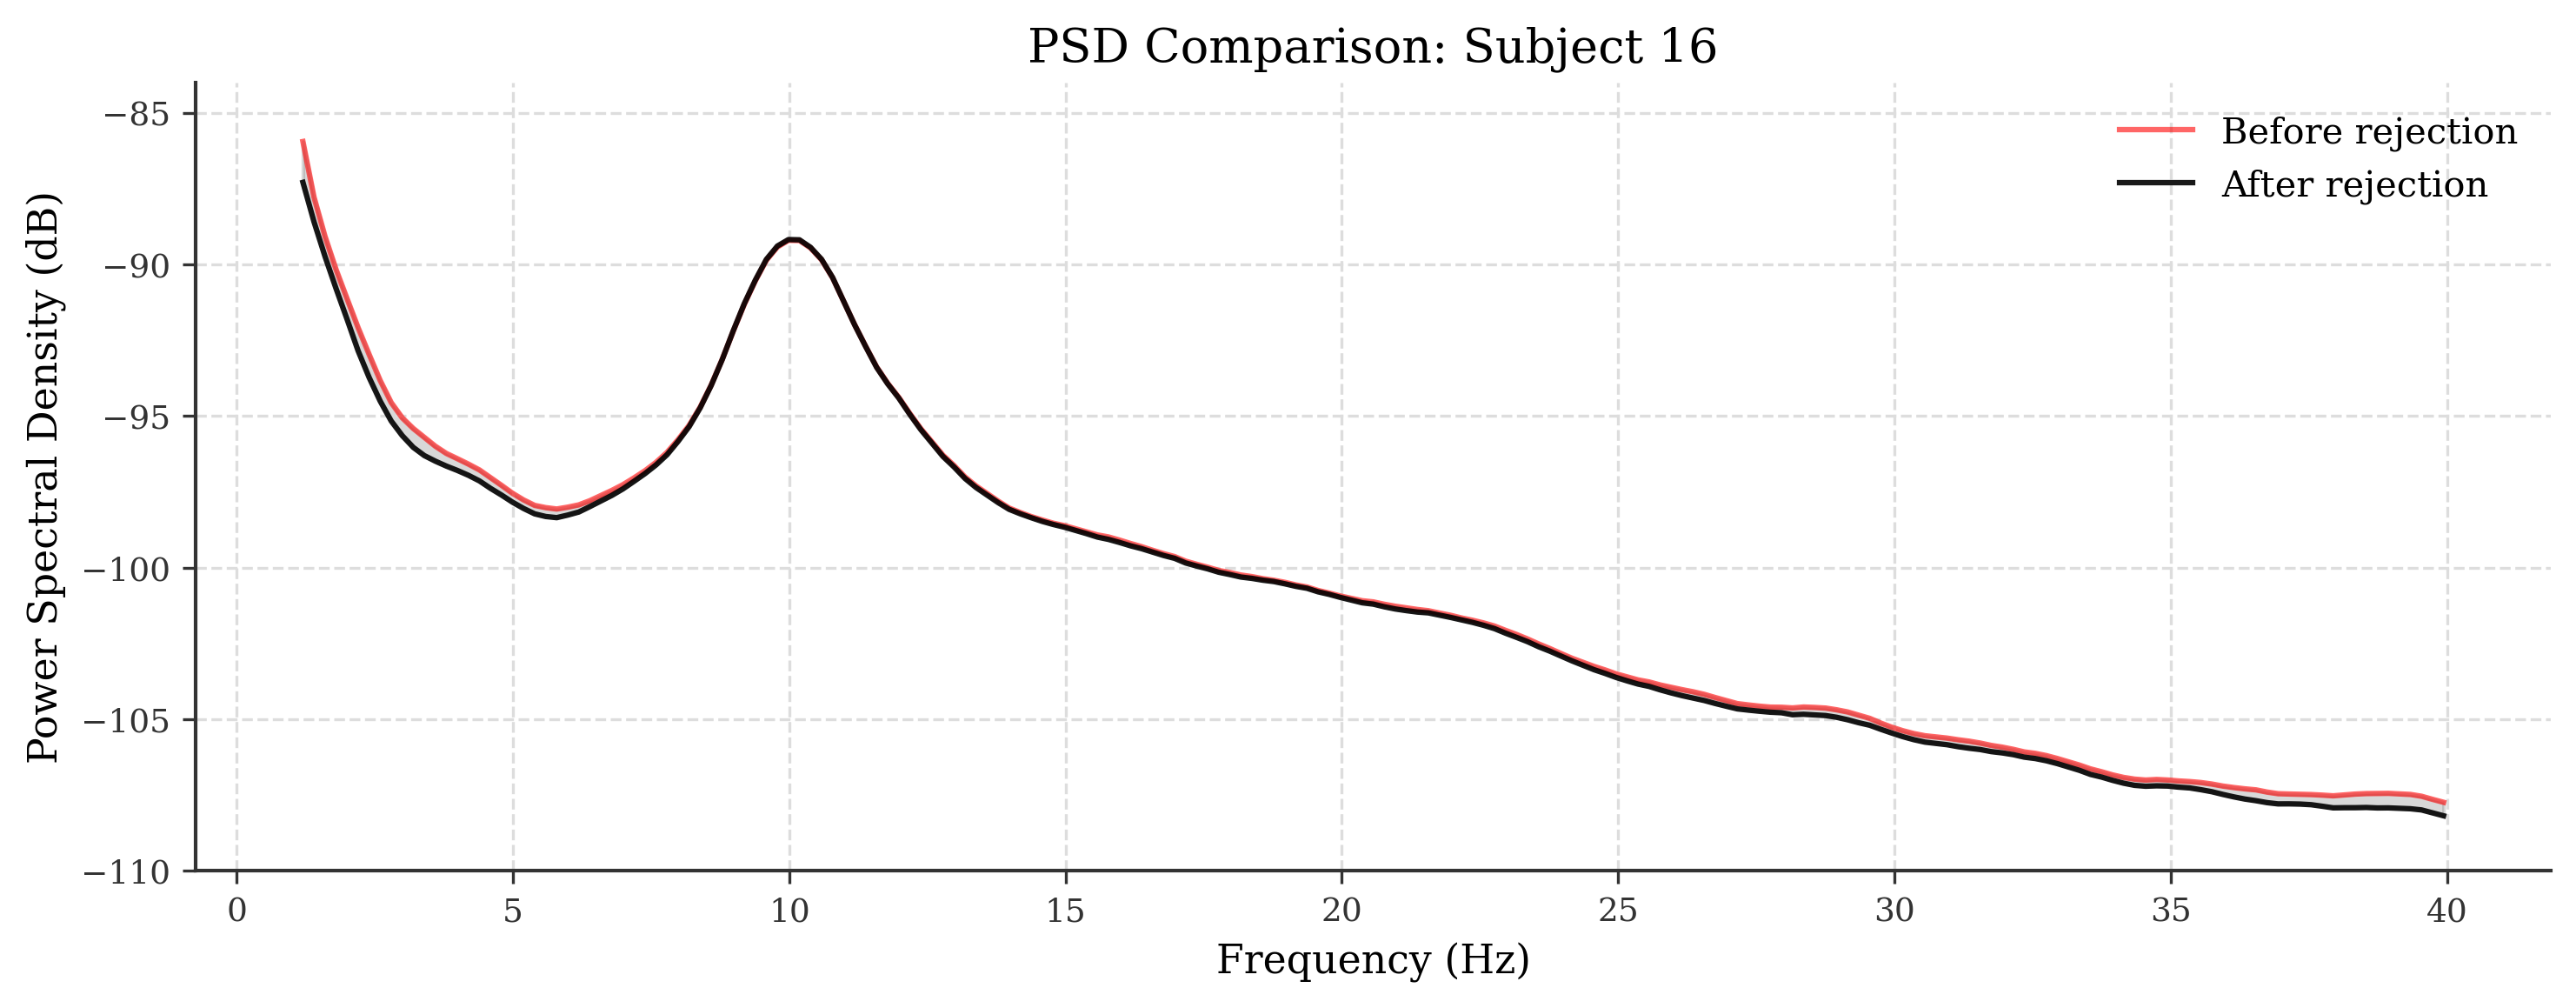 PSD Comparison: Subject 16
Power Spectral Density (dB)
−85
−90
−95
−100
−105
−110
Before rejection
After rejection
0 5 10 15 20 25 30 35 40
Frequency (Hz)